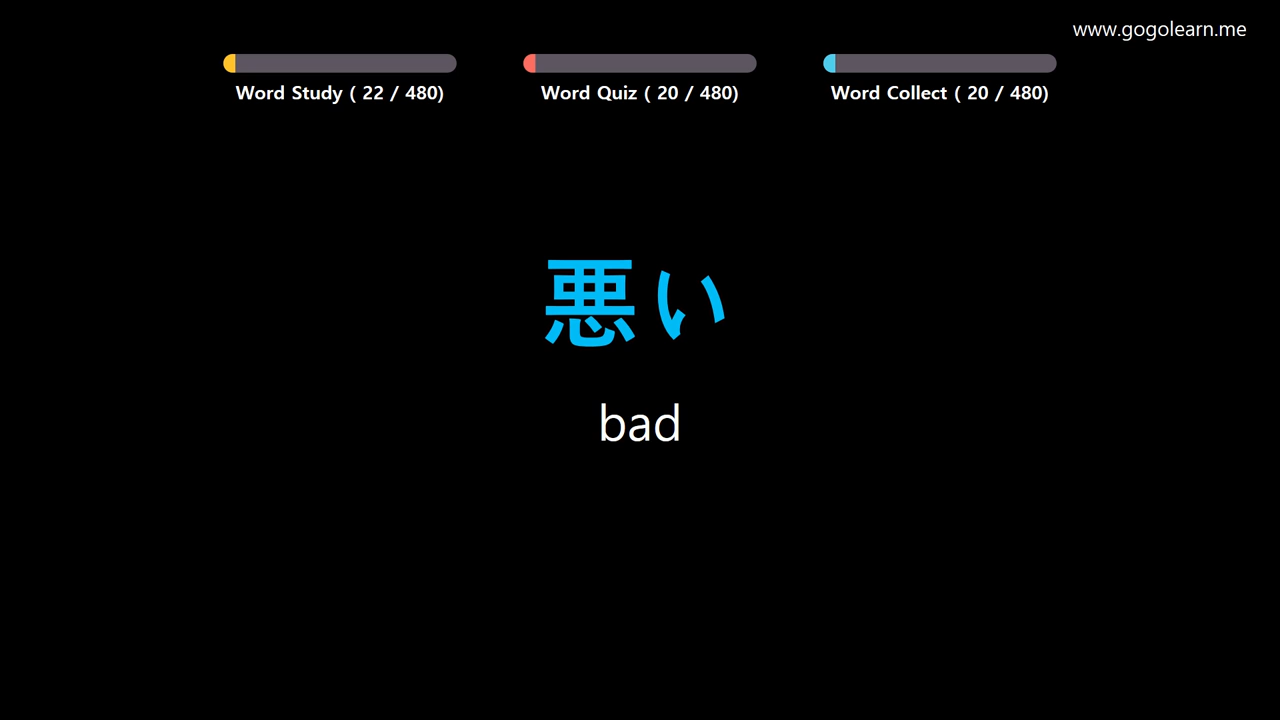 www.gogolearn.me
Word Study ( 22 / 480)
Word Quiz ( 20 / 480)
Word Collect ( 20 / 480)
悪い
bad